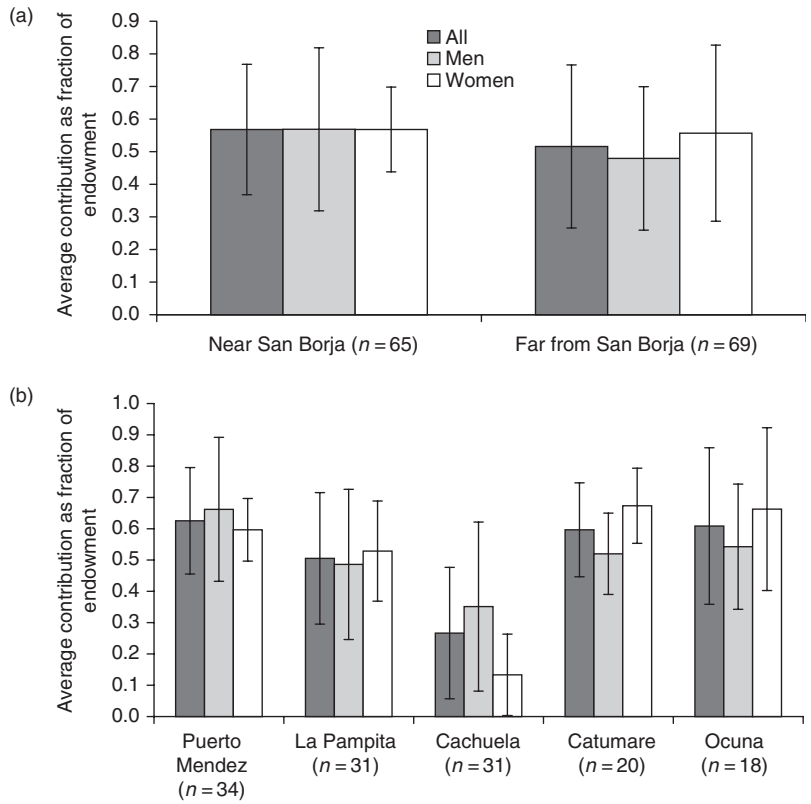 (a)
Average contribution as fraction of
endowment
0.9
0.8
0.7
0.6
0.5
0.4
0.3
0.2
0.1
0.0
All
Men
Women
Near San Borja (n = 65)
Far from San Borja (n = 69)
(b)
Average contribution as fraction of
endowment
1.0
0.9
0.8
0.7
0.6
0.5
0.4
0.3
0.2
0.1
0.0
Puerto
Mendez
(n = 34)
La Pampita
(n = 31)
Cachuela
(n = 31)
Catumare
(n = 20)
Ocuna
(n = 18)